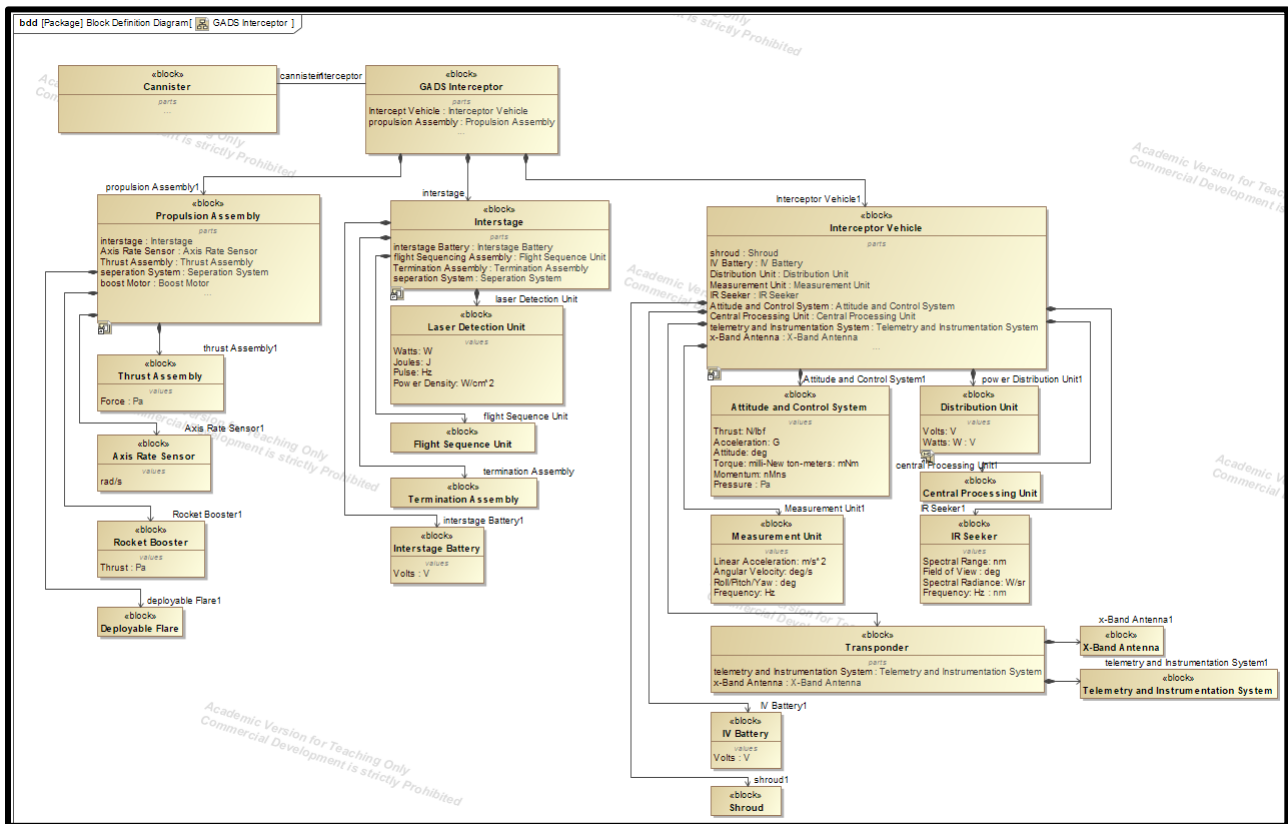 bdd [Package] Block Definition Diagram[ GADS Interceptor ]
is strictly Prohibited
«block»
Cannister
parts
...
cannister
interceptor
«block»
GADS Interceptor
parts
Intercept Vehicle : Interceptor Vehicle
propulsion Assembly : Propulsion Assembly
...
Only
is strictly Prohibited
Academic Version for Teaching
Commercial Development is strictly Prohibited
propulsion Assembly1
«block»
Propulsion Assembly
parts
interstage : Interstage
Axis Rate Sensor : Axis Rate Sensor
Thrust Assembly : Thrust Assembly
seperation System : Seperation System
boost Motor : Boost Motor
...
interstage
«block»
Interstage
parts
interstage Battery : Interstage Battery
flight Sequencing Assembly : Flight Sequence Unit
Termination Assembly : Termination Assembly
seperation System : Seperation System
Interceptor Vehicle1
«block»
Interceptor Vehicle
parts
shroud : Shroud
IV Battery : IV Battery
Distribution Unit : Distribution Unit
Measurement Unit : Measurement Unit
IR Seeker : IR Seeker
Attitude and Control System : Attitude and Control System
Central Processing Unit : Central Processing Unit
telemetry and Instrumentation System : Telemetry and Instrumentation System
x-Band Antenna : X-Band Antenna
...
thrust Assembly1
«block»
Thrust Assembly
values
Force : Pa
Axis Rate Sensor1
«block»
Axis Rate Sensor
values
rad/s
Rocket Booster1
«block»
Rocket Booster
values
Thrust : Pa
deployable Flare1
«block»
Deployable Flare
laser Detection Unit
«block»
Laser Detection Unit
values
Watts: W
Joules: J
Pulse: Hz
Power Density: W/cm^2
flight Sequence Unit
«block»
Flight Sequence Unit
termination Assembly
«block»
Termination Assembly
interstage Battery1
«block»
Interstage Battery
values
Volts : V
Attitude and Control System1
«block»
Attitude and Control System
values
Thrust: N/lbf
Acceleration: G
Attitude: deg
Torque: milli-New ton-meters: mNm
Momentum: nMns
Pressure : Pa
power Distribution Unit1
«block»
Distribution Unit
values
Volts: V
Watts: W : V
central Processing Unit1
«block»
Central Processing Unit
Measurement Unit1
«block»
Measurement Unit
values
Linear Acceleration: m/s^2
Angular Velocity: deg/s
Roll/Pitch/Yaw : deg
Frequency: Hz
IR Seeker1
«block»
IR Seeker
values
Spectral Range: nm
Field of View : deg
Spectral Radiance: W/sr
Frequency: Hz : nm
«block»
Transponder
parts
telemetry and Instrumentation System : Telemetry and Instrumentation System
x-Band Antenna : X-Band Antenna
x-Band Antenna1
«block»
X-Band Antenna
telemetry and Instrumentation System1
«block»
Telemetry and Instrumentation System
IV Battery1
«block»
IV Battery
values
Volts : V
shroud1
«block»
Shroud
Academic Version for Teaching Only
Commercial Development is strictly Prohibited